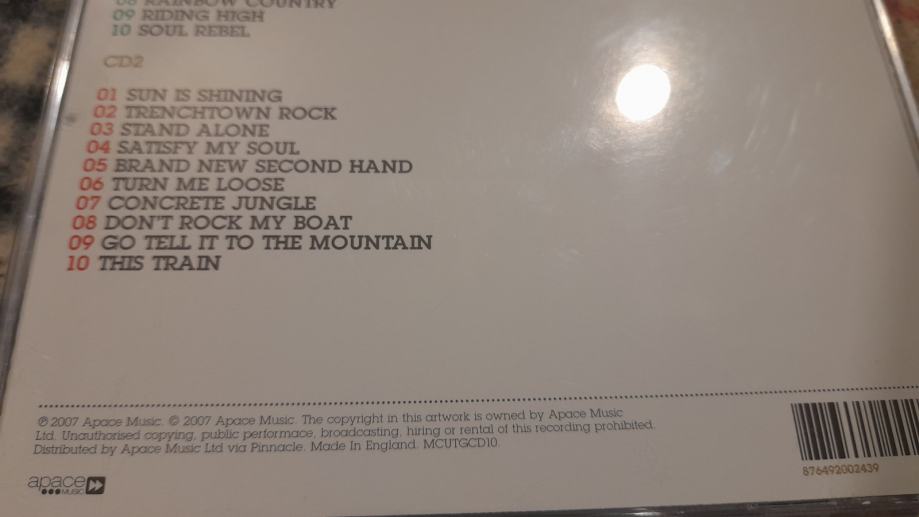 08 RAINBOW COUNTRY
09 RIDING HIGH
10 SOUL REBEL
CD2
01 SUN IS SHINING
02 TRENCHTOWN ROCK
03 STAND ALONE
04 SATISFY MY SOUL
05 BRAND NEW SECOND HAND
06 TURN ME LOOSE
07 CONCRETE JUNGLE
08 DON'T ROCK MY BOAT
09 GO TELL IT TO THE MOUNTAIN
10 THIS TRAIN
℗ 2007 Apace Music. © 2007 Apace Music. The copyright in this artwork is owned by Apace Music
Ltd. Unauthorised copying, public performace, broadcasting, hiring or rental of this recording prohibited.
Distributed by Apace Music Ltd via Pinnacle. Made In England. MCUTGCD10.
876492002439
apace
MUSIC